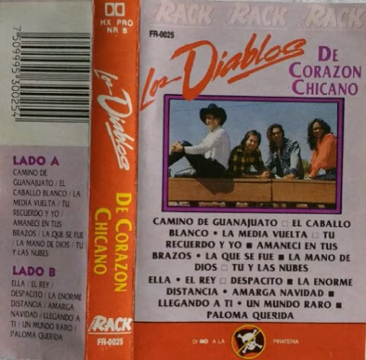 7509995300254
LADO A
CAMINO DE
GUANAJUATO / EL
CABALLO BLANCO / LA
MEDIA VUELTA / TU
RECUERDO Y YO /
AMANECI EN TUS
BRAZOS / LA QUE SE FUE
/ LA MANO DE DIOS / TU
Y LAS NUBES
LADO B
ELLA / EL REY /
DESPACITO / LA ENORME
DISTANCIA / AMARGA
NAVIDAD / LLEGANDO A
TI / UN MUNDO RARO /
PALOMA QUERIDA
HX PRO
NR B
Los Diablos
DE CORAZON
CHICANO
RACK
FR-0025
RACK RACK RACK
FR-0025
Los Diablos
DE
CORAZON
CHICANO
CAMINO DE GUANAJUATO □ EL CABALLO
BLANCO • LA MEDIA VUELTA □ TU
RECUERDO Y YO ■ AMANECI EN TUS
BRAZOS • LA QUE FUE ■ LA MANO DE
DIOS □ TU Y LAS NUBES
ELLA • EL REY □ DESPACITO ■ LA ENORME
DISTANCIA • AMARGA NAVIDAD ■
LLEGANDO A TI • UN MUNDO RARO ■
PALOMA QUERIDA
DI NO A LA PIRATERIA